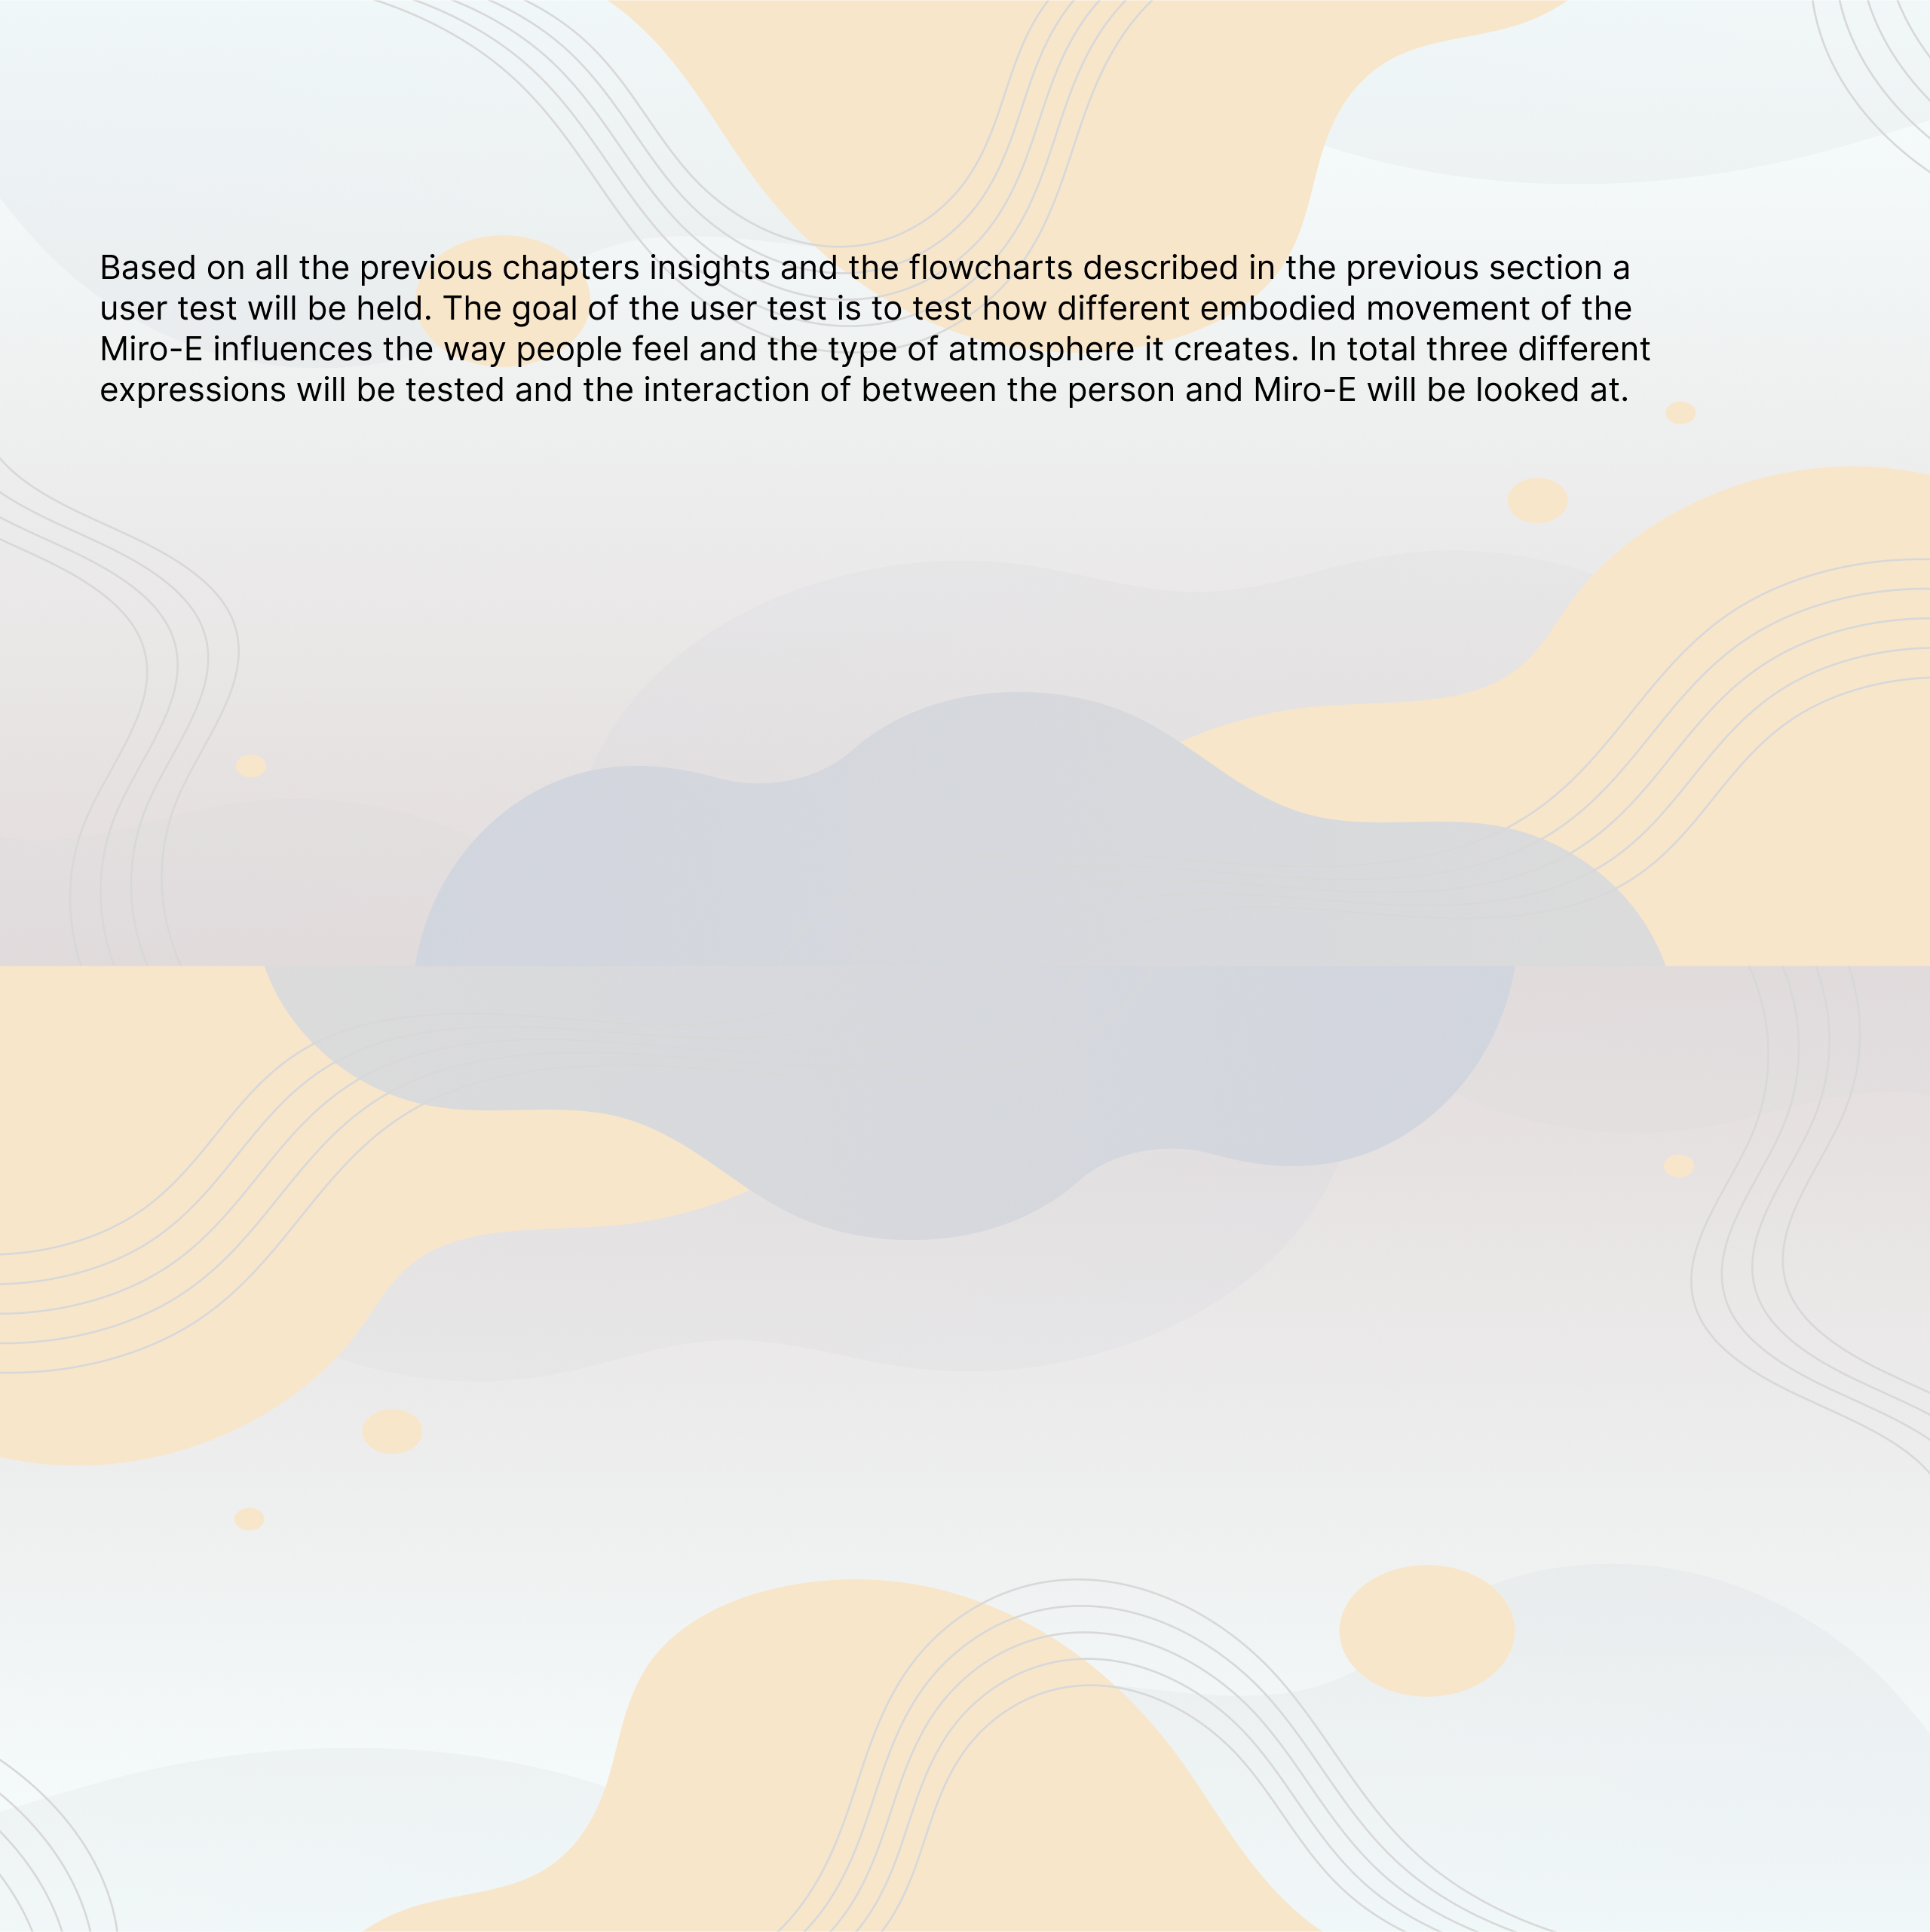 Based on all the previous chapters insights and the flowcharts described in the previous section a
user test will be held. The goal of the user test is to test how different embodied movement of the
Miro-E influences the way people feel and the type of atmosphere it creates. In total three different
expressions will be tested and the interaction of between the person and Miro-E will be looked at.